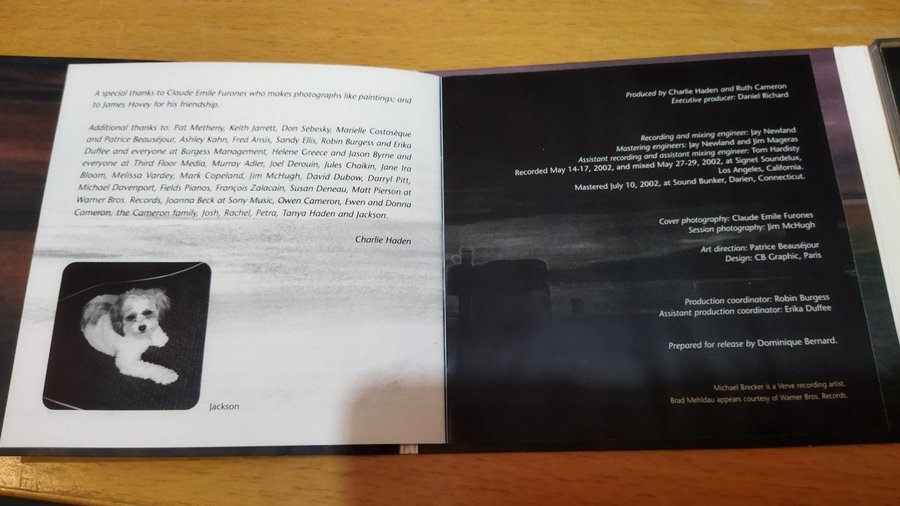 A special thanks to Claude Emile Furones who makes photographs like paintings; and
to James Hovey for his friendship.
Additional thanks to: Pat Metheny, Keith Jarrett, Don Sebesky, Marielle Costosèque
and Patrice Beauséjour, Ashley Kahn, Fred Ansis, Sandy Ellis, Robin Burgess and Erika
Duffee and everyone at Burgess Management, Helene Greece and Jason Byrne and
everyone at Third Floor Media, Murray Adler, Joel Derouin, Jules Chaikin, Jane Ira
Bloom, Melissa Vardey, Mark Copeland, Jim McHugh, David Dubow, Darryl Pitt,
Michael Davenport, Fields Pianos, François Zalacain, Susan Deneau, Matt Pierson at
Warner Bros. Records, Joanna Beck at Sony Music, Owen Cameron, Ewen and Donna
Cameron, the Cameron family, Josh, Rachel, Petra, Tanya Haden and Jackson.
Charlie Haden
Jackson
Produced by Charlie Haden and Ruth Cameron
Executive producer: Daniel Richard
Recording and mixing engineer: Jay Newland
Mastering engineers: Jay Newland and Jim Mageras
Assistant recording and assistant mixing engineer: Tom Hardisty
Recorded May 14-17, 2002, and mixed May 27-29, 2002, at Signet Soundelux,
Los Angeles, California.
Mastered July 10, 2002, at Sound Bunker, Darien, Connecticut.
Cover photography: Claude Emile Furones
Session photography: Jim McHugh
Art direction: Patrice Beauséjour
Design: CB Graphic, Paris
Production coordinator: Robin Burgess
Assistant production coordinator: Erika Duffee
Prepared for release by Dominique Bernard.
Michael Brecker is a Verve recording artist.
Brad Mehldau appears courtesy of Warner Bros. Records.